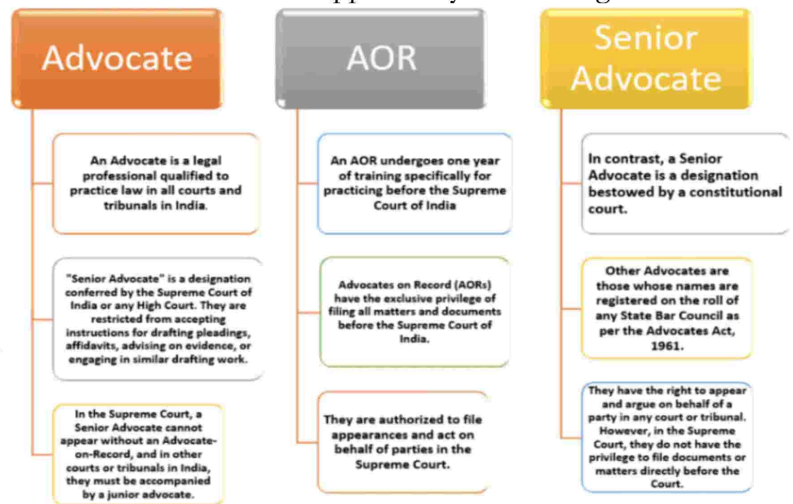 Advocate
An Advocate is a legal
professional qualified to
practice law in all courts and
tribunals in India.
"Senior Advocate" is a designation
conferred by the Supreme Court of
India or any High Court. They are
restricted from accepting
instructions for drafting pleadings,
affidavits, advising on evidence, or
engaging in similar drafting work.
In the Supreme Court, a
Senior Advocate cannot
appear without an Advocate-
on-Record, and in other
courts or tribunals in India,
they must be accompanied
by a junior advocate.
AOR
An AOR undergoes one year
of training specifically for
practicing before the Supreme
Court of India
Advocates on Record (AORs)
have the exclusive privilege of
filing all matters and documents
before the Supreme Court of
India.
They are authorized to file
appearances and act on
behalf of parties in the
Supreme Court.
Senior
Advocate
In contrast, a Senior
Advocate is a designation
bestowed by a constitutional
court.
Other Advocates are
those whose names are
registered on the roll of
any State Bar Council as
per the Advocates Act,
1961.
They have the right to appear
and argue on behalf of a
party in any court or tribunal.
However, in the Supreme
Court, they do not have the
privilege to file documents or
matters directly before the
Court.